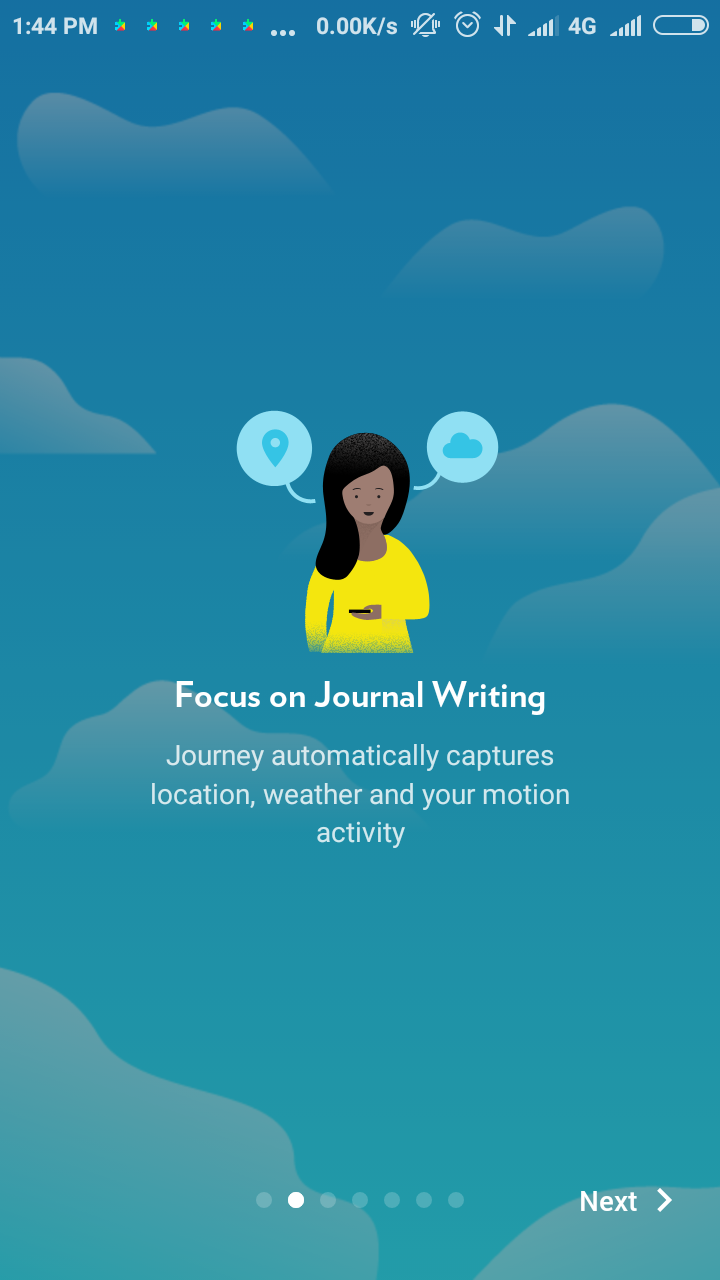 1:44 PM ... 0.00K/s 4G
Focus on Journal Writing
Journey automatically captures
location, weather and your motion
activity
Next